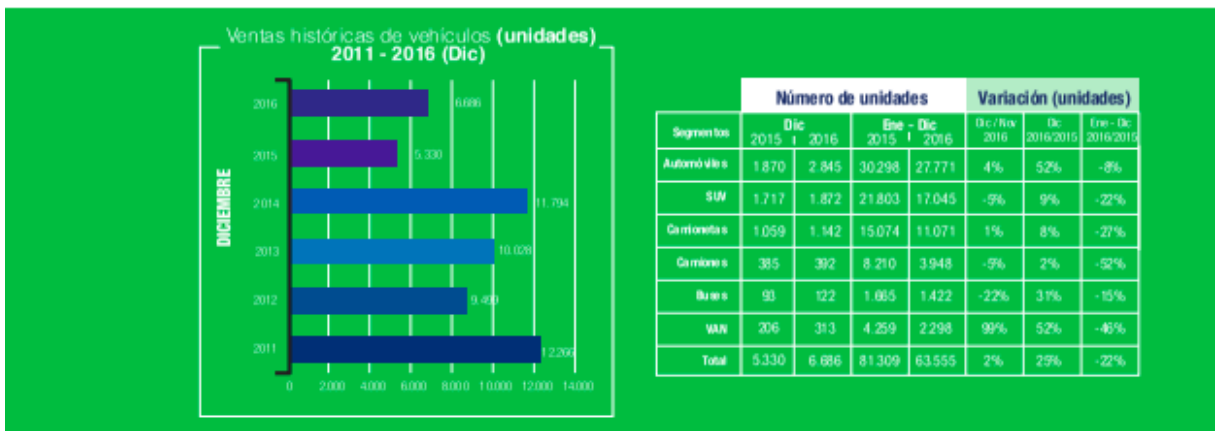 Ventas históricas de vehículos (unidades)
2011 - 2016 (Dic)
DICIEMBRE
2016 6.686
2015 5.330
2014 11.794
2013 10.028
2012 9.499
2011 12.266
0 2.000 4.000 6.000 8.000 10.000 12.000 14.000
Número de unidades Variación (unidades)
Segmentos Dic Ene - Dic Dic / Nov 2016 Dic 2016/2015 Ene - Dic 2016/2015
2015 2016 2015 2016
Automóviles 1.870 2.845 30.298 27.771 4% 52% -8%
SUV 1.717 1.872 21.803 17.045 -5% 9% -22%
Camionetas 1.059 1.142 15.074 11.071 1% 8% -27%
Camiones 385 392 8.210 3.948 -5% 2% -52%
Buses 93 122 1.665 1.422 -22% 31% -15%
VAN 206 313 4.259 2.298 99% 52% -46%
Total 5.330 6.686 81.309 63.555 2% 25% -22%